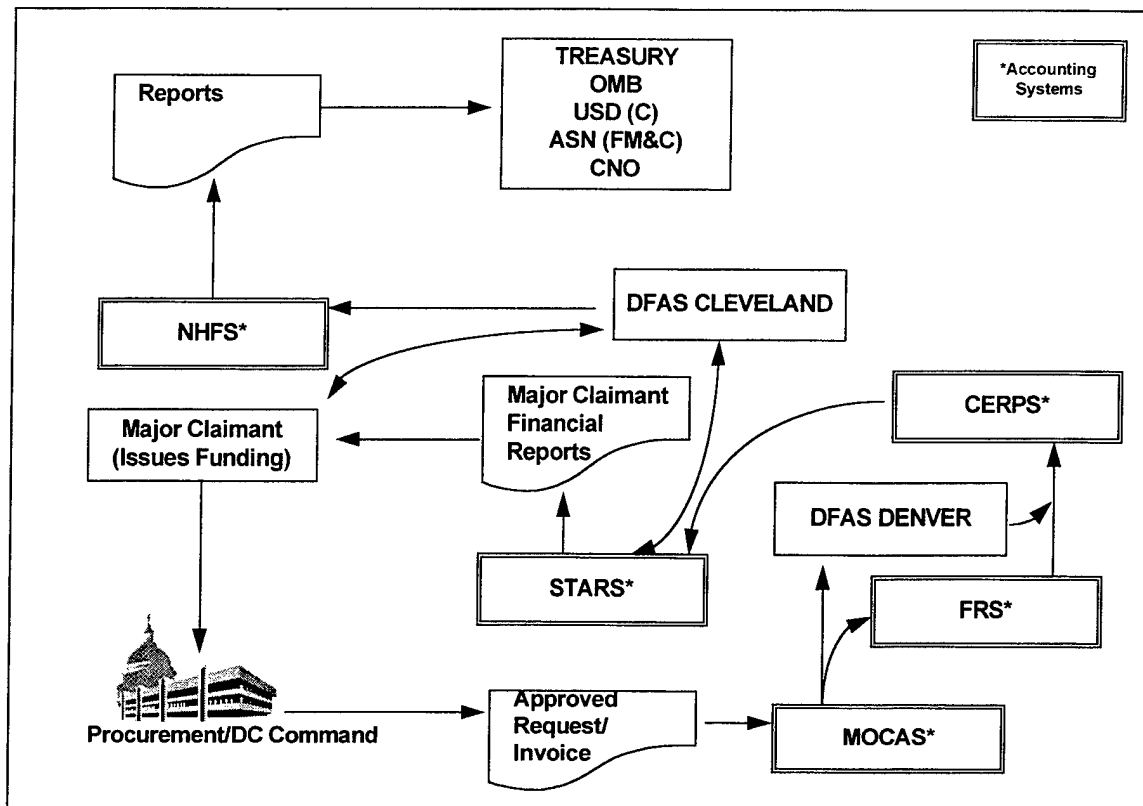 Reports
TREASURY
OMB
USD (C)
ASN (FM&C)
CNO
*Accounting
Systems
NHFS*
DFAS CLEVELAND
Major Claimant
(Issues Funding)
Major Claimant
Financial
Reports
CERPS*
DFAS DENVER
STARS*
FRS*
Procurement/DC Command
Approved
Request/
Invoice
MOCAS*